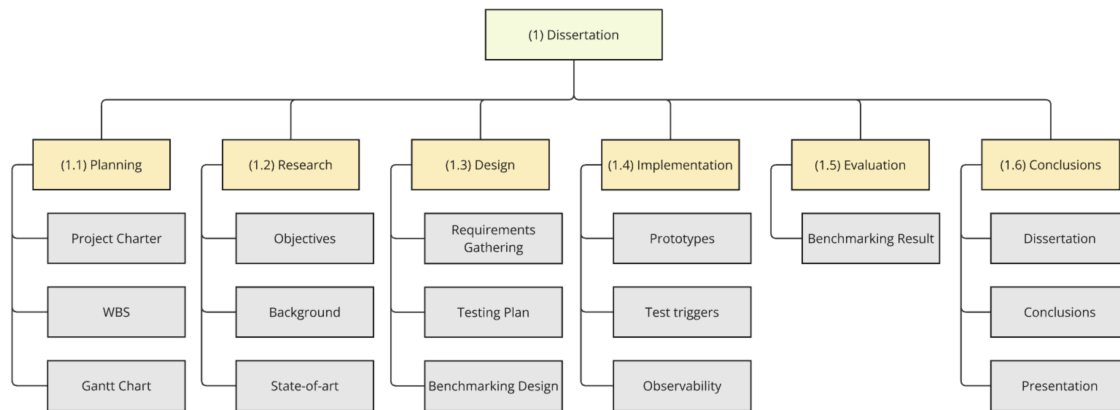 (1) Dissertation
(1.1) Planning
(1.2) Research
(1.3) Design
(1.4) Implementation
(1.5) Evaluation
(1.6) Conclusions
Project Charter
Objectives
Requirements
Gathering
Prototypes
Benchmarking Result
Dissertation
WBS
Background
Testing Plan
Test triggers
Conclusions
Gantt Chart
State-of-art
Benchmarking Design
Observability
Presentation